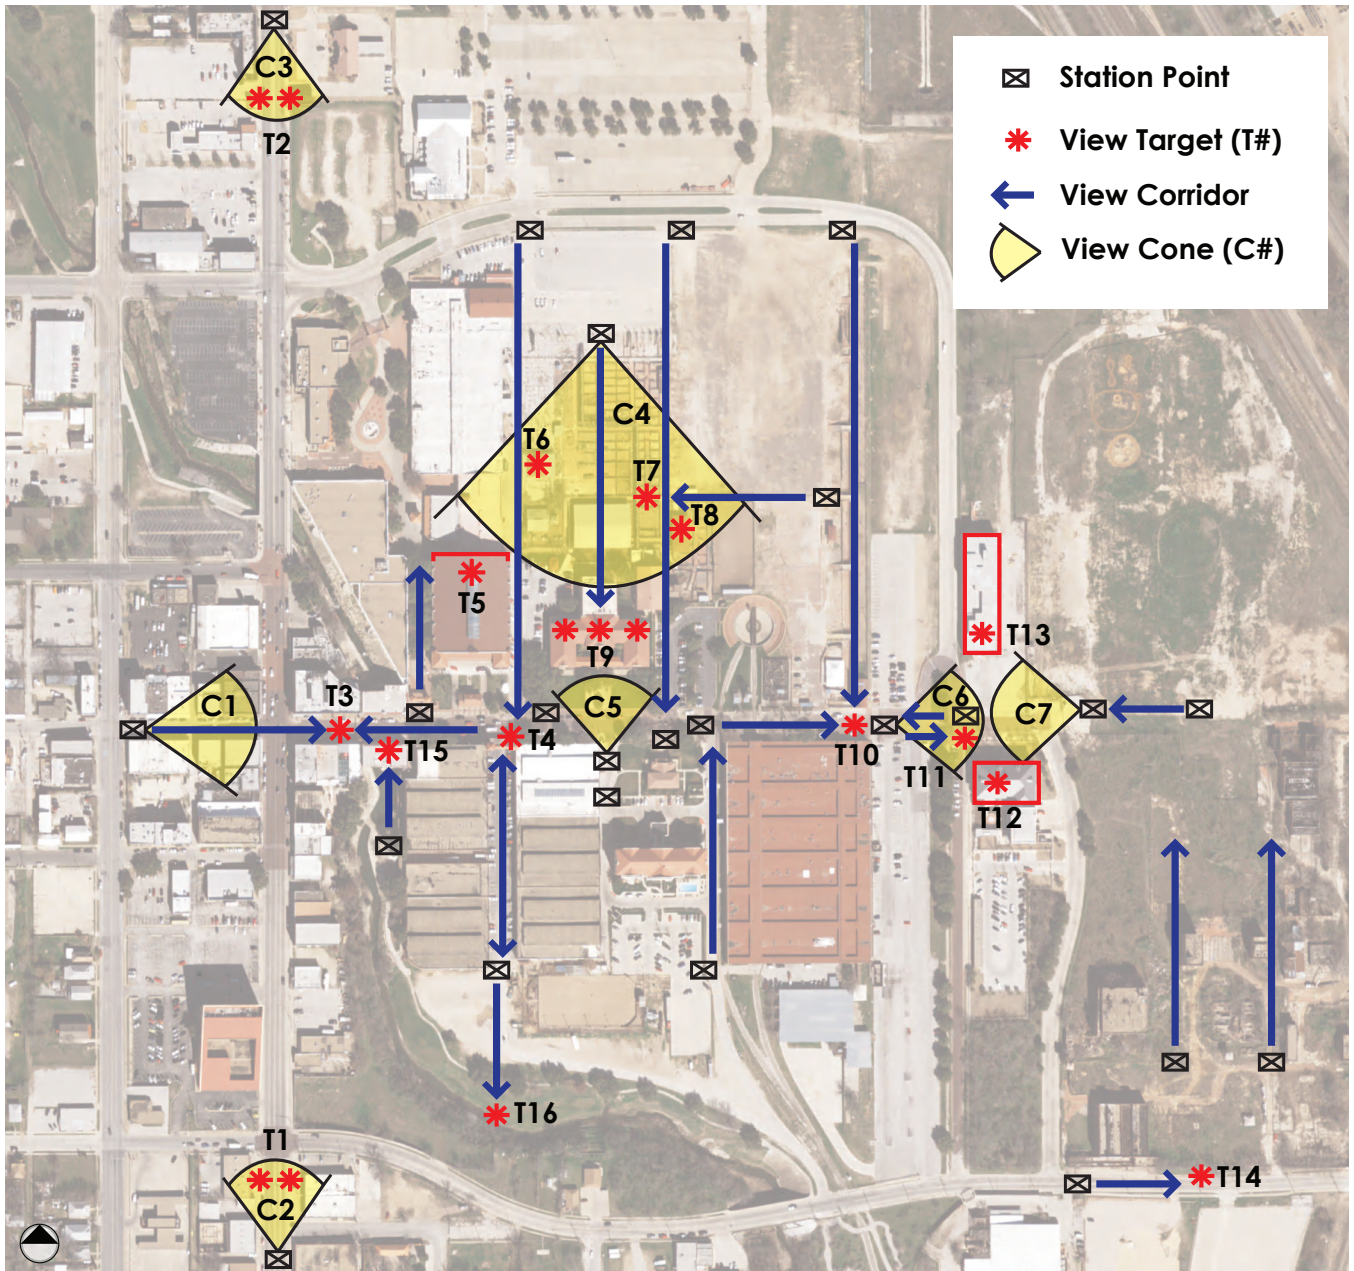 C3
T2
Station Point
View Target (T#)
View Corridor
View Cone (C#)
C4
T6
T7
T8
T5
T9
T13
C1
T3
C5
C6
C7
T15
T4
T10
T11
T12
T16
T1
C2
T14